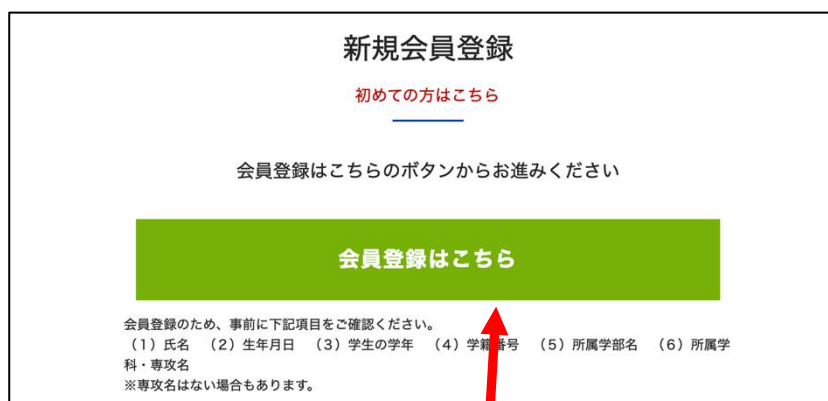 新規会員登録
初めての方はこちら
会員登録はこちらのボタンからお進みください
会員登録はこちら
会員登録のため、事前に下記項目をご確認ください。
（1）氏名　（2）生年月日　（3）学生の学年　（4）学籍番号　（5）所属学部名　（6）所属学
科・専攻名
※専攻名はない場合もあります。